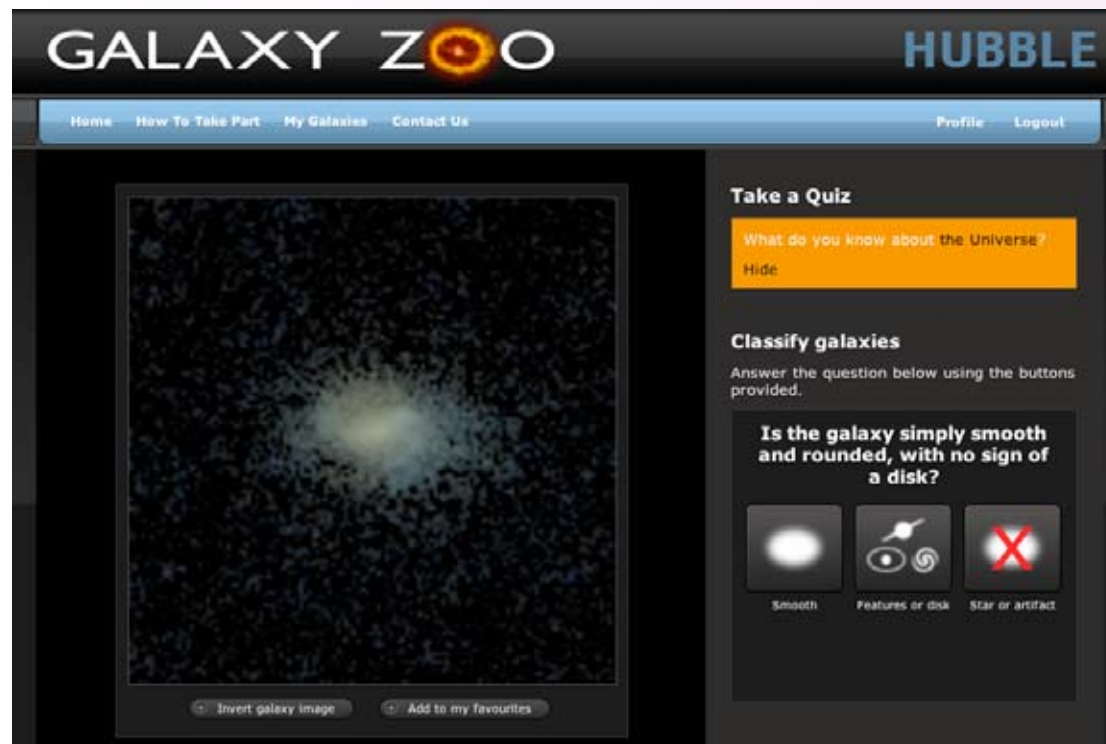 GALAXY ZOO
HUBBLE
Home How To Take Part My Galaxies Contact Us
Profile Logout
Take a Quiz
What do you know about the Universe?
Hide
Classify galaxies
Answer the question below using the buttons
provided.
Is the galaxy simply smooth
and rounded, with no sign of
a disk?
Smooth Features or disk Star or artifact
Invert galaxy image Add to my favourites